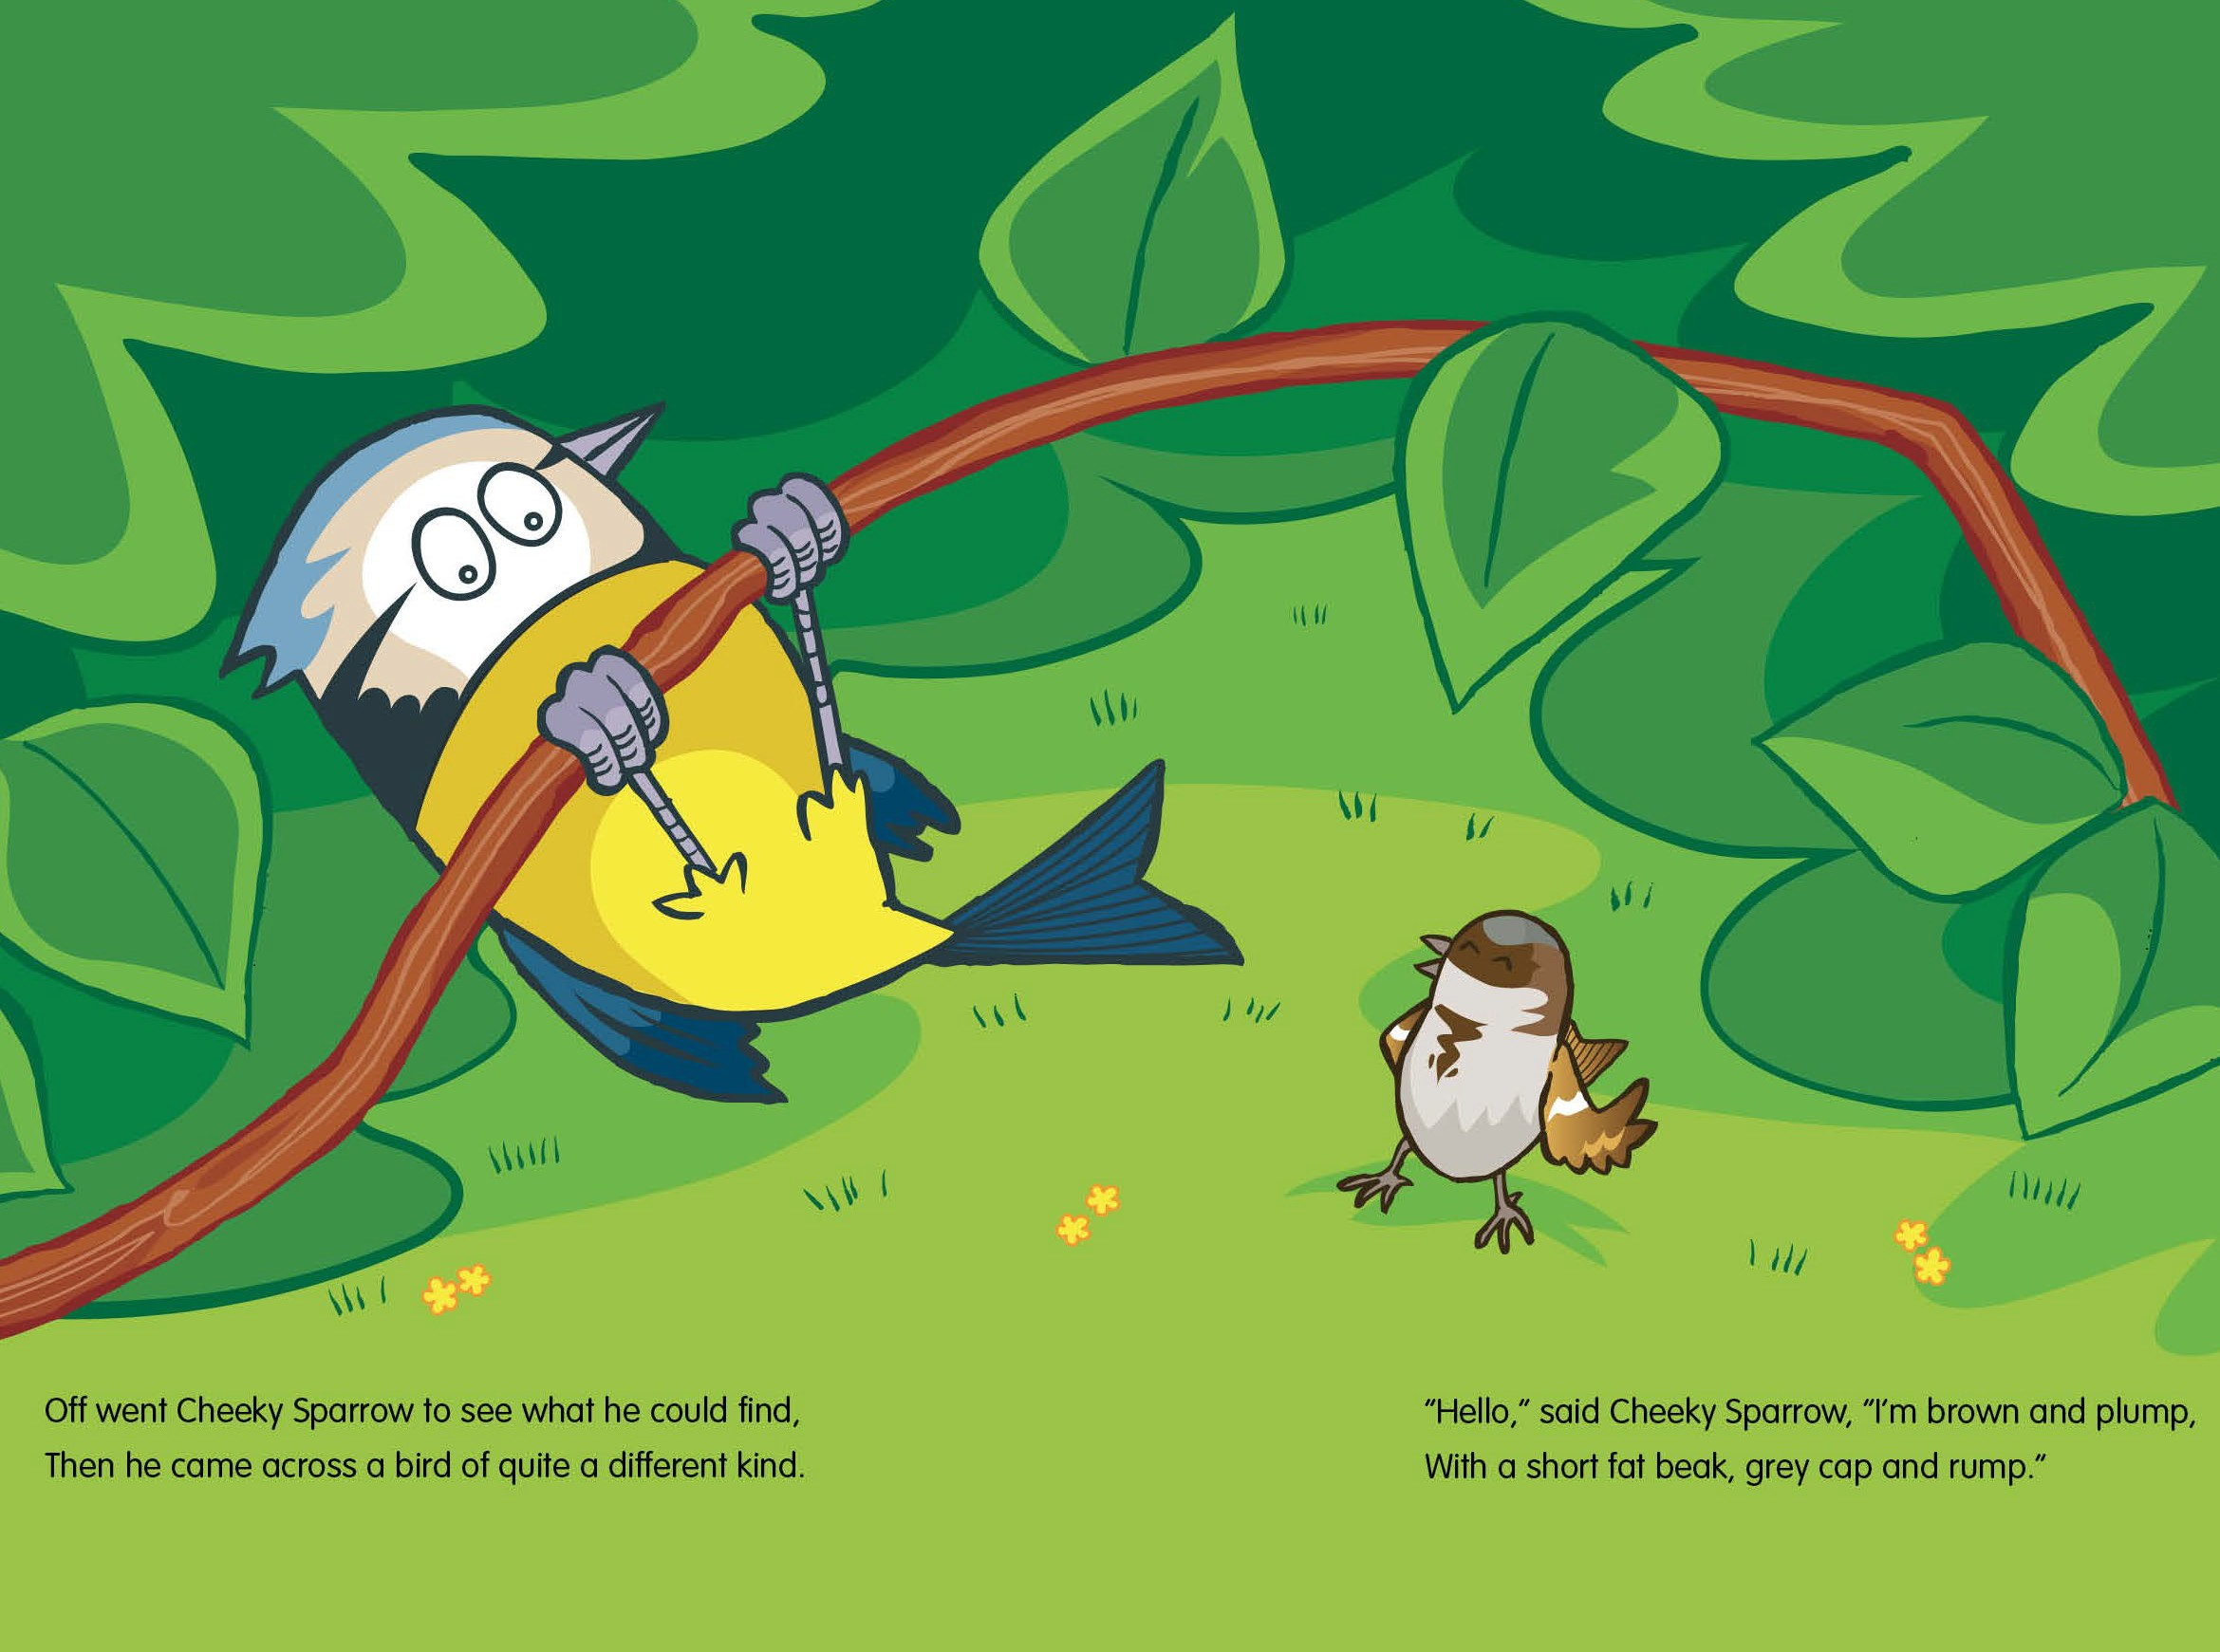 Off went Cheeky Sparrow to see what he could find,
Then he came across a bird of quite a different kind.
"Hello," said Cheeky Sparrow, "I'm brown and plump,
With a short fat beak, grey cap and rump."